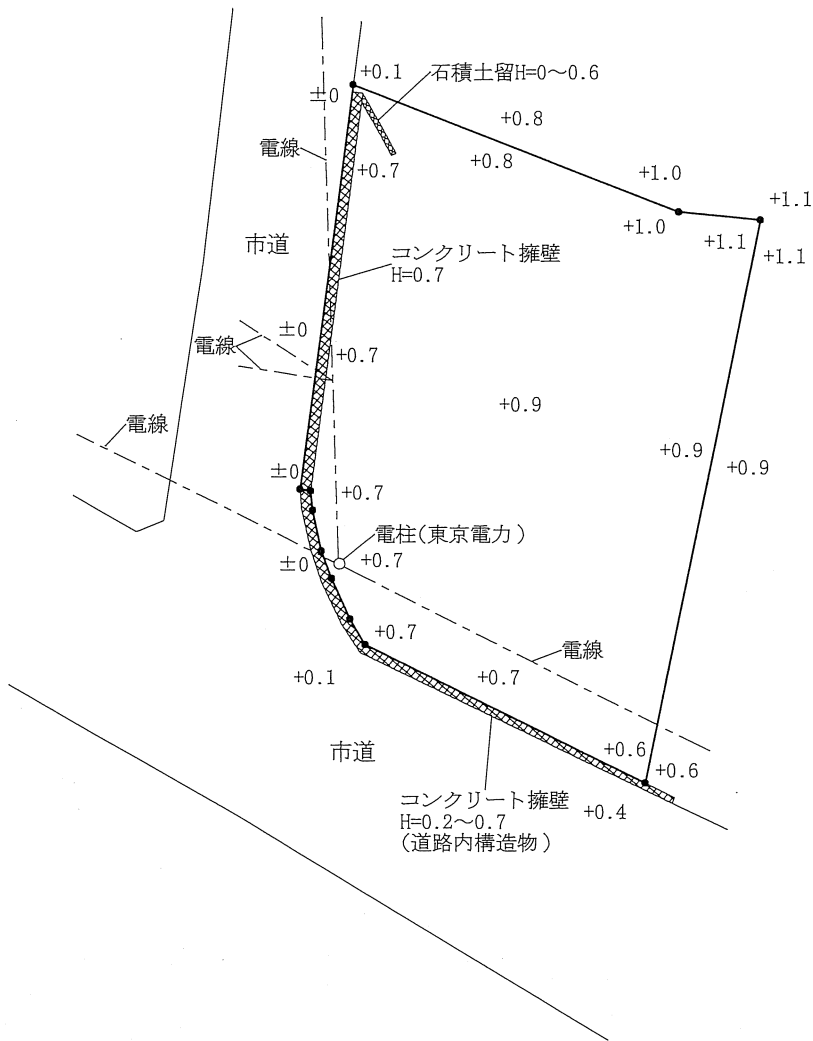 +0.1
石積土留H=0〜0.6
±0
+0.8
電線
+0.8
+0.7
+1.0
+1.1
+1.0
+1.1
+1.1
市道
コンクリート擁壁
H=0.7
±0
電線
+0.7
+0.9
電線
+0.9
+0.9
±0
+0.7
電柱(東京電力)
±0
+0.7
+0.7
電線
+0.1
+0.7
市道
+0.6
+0.6
コンクリート擁壁
H=0.2〜0.7
(道路内構造物)
+0.4